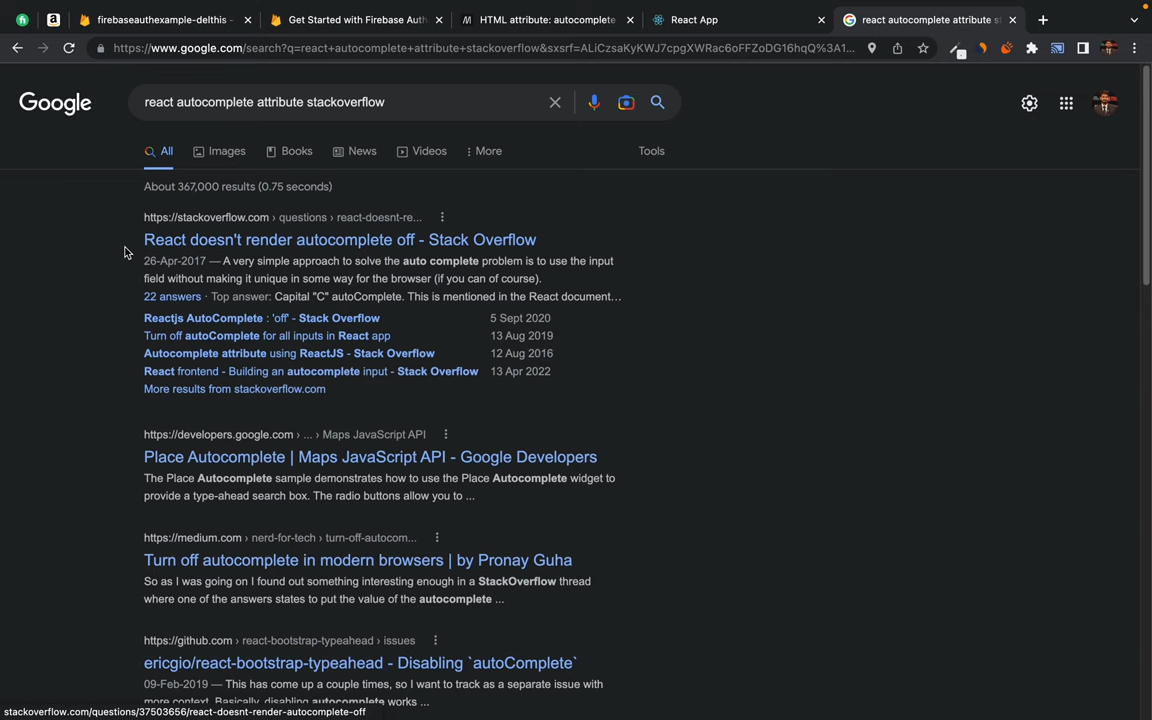 firebaseauthexample-delthis -
Get Started with Firebase Auth
HTML attribute: autocomplete
React App
react autocomplete attribute st
https://www.google.com/search?q=react+autocomplete+attribute+stackoverflow&sxsrf=ALiCzsaKyKWJ7cpgXWRac6oFFZoDG16hqQ%3A1...
Google
react autocomplete attribute stackoverflow
All Images Books News Videos More Tools
About 367,000 results (0.75 seconds)
https://stackoverflow.com › questions › react-doesnt-re...
React doesn't render autocomplete off - Stack Overflow
26-Apr-2017 — A very simple approach to solve the auto complete problem is to use the input
field without making it unique in some way for the browser (if you can of course).
22 answers · Top answer: Capital "C" autoComplete. This is mentioned in the React document...
Reactjs AutoComplete : 'off' - Stack Overflow 5 Sept 2020
Turn off autoComplete for all inputs in React app 13 Aug 2019
Autocomplete attribute using ReactJS - Stack Overflow 12 Aug 2016
React frontend - Building an autocomplete input - Stack Overflow 13 Apr 2022
More results from stackoverflow.com
https://developers.google.com › ... › Maps JavaScript API
Place Autocomplete | Maps JavaScript API - Google Developers
The Place Autocomplete sample demonstrates how to use the Place Autocomplete widget to
provide a type-ahead search box. The radio buttons allow you to ...
https://medium.com › nerd-for-tech › turn-off-autocom...
Turn off autocomplete in modern browsers | by Pronay Guha
So as I was going on I found out something interesting enough in a StackOverflow thread
where one of the answers states to put the value of the autocomplete ...
https://github.com › react-bootstrap-typeahead › issues
ericgio/react-bootstrap-typeahead - Disabling `autoComplete`
09-Feb-2019 — This has come up a couple times, so I want to track as a separate issue with
more context. Basically, disabling autocomplete works ...
stackoverflow.com/questions/37503656/react-doesnt-render-autocomplete-off